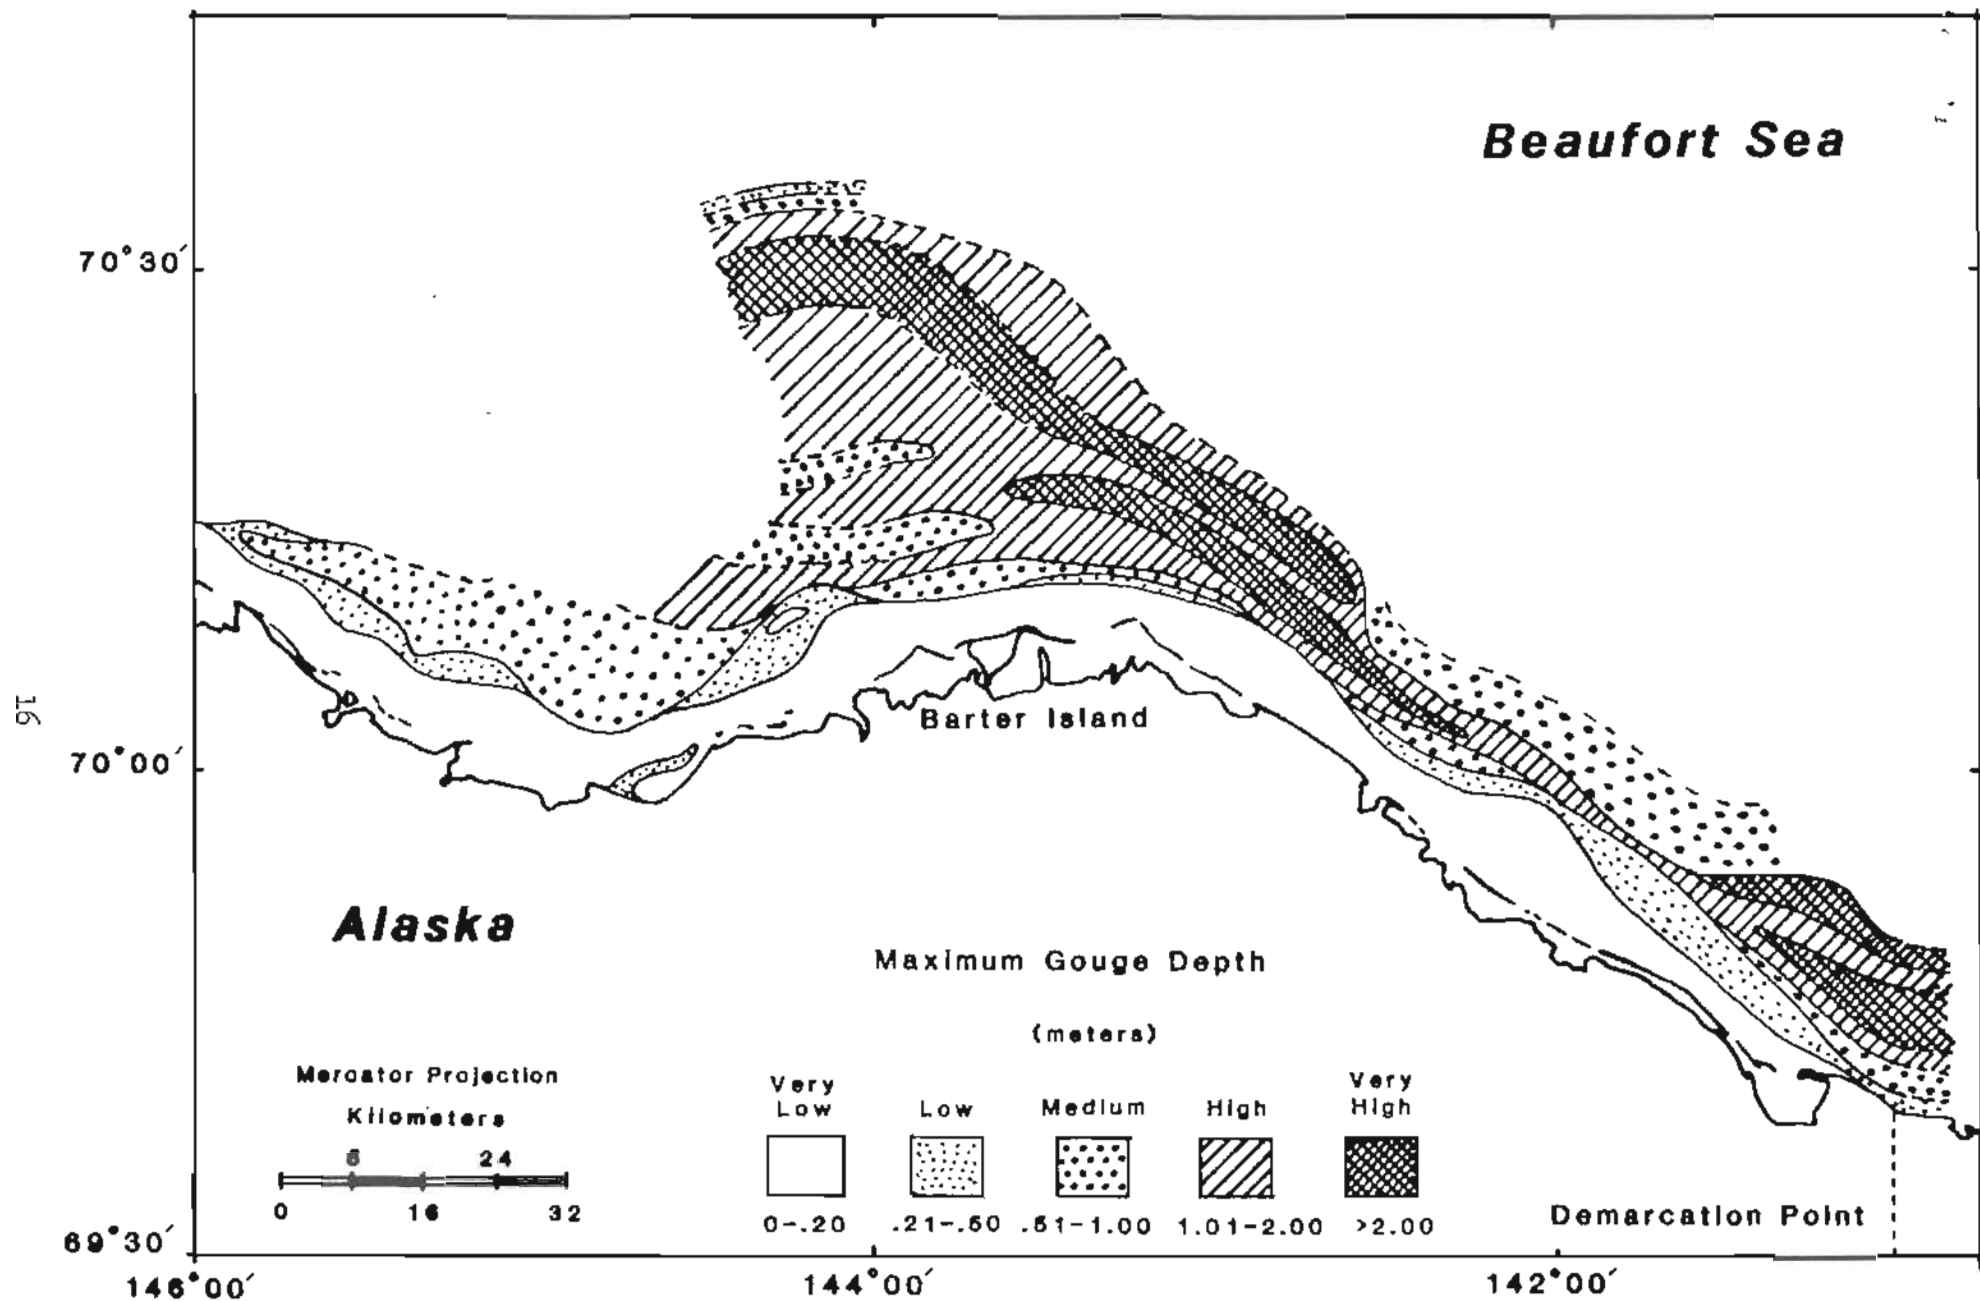 Beaufort Sea
70°30′
16
Barter Island
70°00′
Alaska
Maximum Gouge Depth
(meters)
Mercator Projection
Kilometers
8 24
0 16 32
Very Low
Low
Medium
High
Very High
0-.20
.21-.50
.51-1.00
1.01-2.00
>2.00
Demarcation Point
69°30′
146°00′
144°00′
142°00′